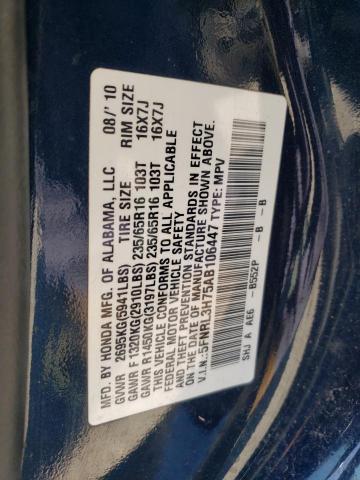 MFD. BY HONDA MFG. OF ALABAMA, LLC 08/' 10
GVWR 2695KG(5941LBS) TIRE SIZE RIM SIZE
GAWR F 1320KG(2910LBS) 235/65R16 103T 16X7J
GAWR R1450KG(3197LBS) 235/65R16 103T 16X7J
THIS VEHICLE CONFORMS TO ALL APPLICABLE
FEDERAL MOTOR VEHICLE SAFETY
AND THEFT PREVENTION STANDARDS IN EFFECT
ON THE DATE OF MANUFACTURE SHOWN ABOVE.
V.I.N.:5FNRL3H75AB106447 TYPE: MPV
SHJ A AE6 -B552P - B - B